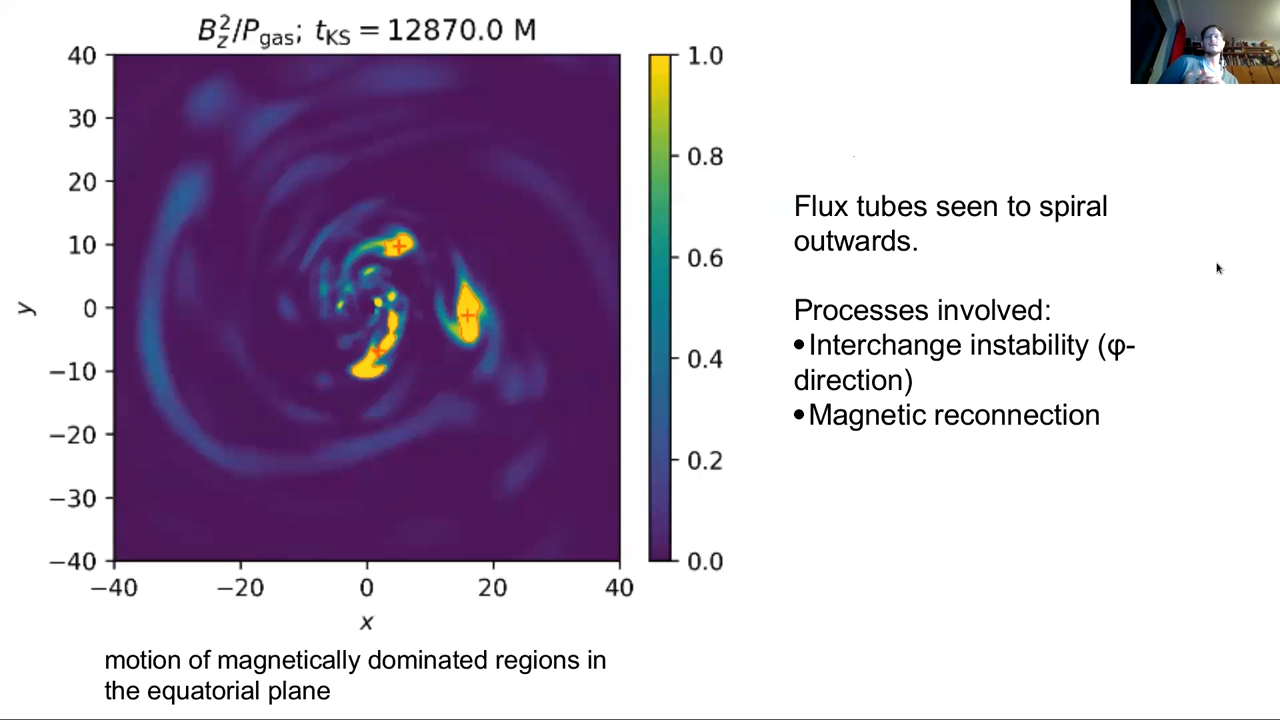 B_z^2/P_gas; t_KS = 12870.0 M
40
30
20
10
0
−10
−20
−30
−40
y
−40 −20 0 20 40
x
1.0
0.8
0.6
0.4
0.2
0.0
motion of magnetically dominated regions in
the equatorial plane
Flux tubes seen to spiral
outwards.
Processes involved:
•Interchange instability (φ-
direction)
•Magnetic reconnection